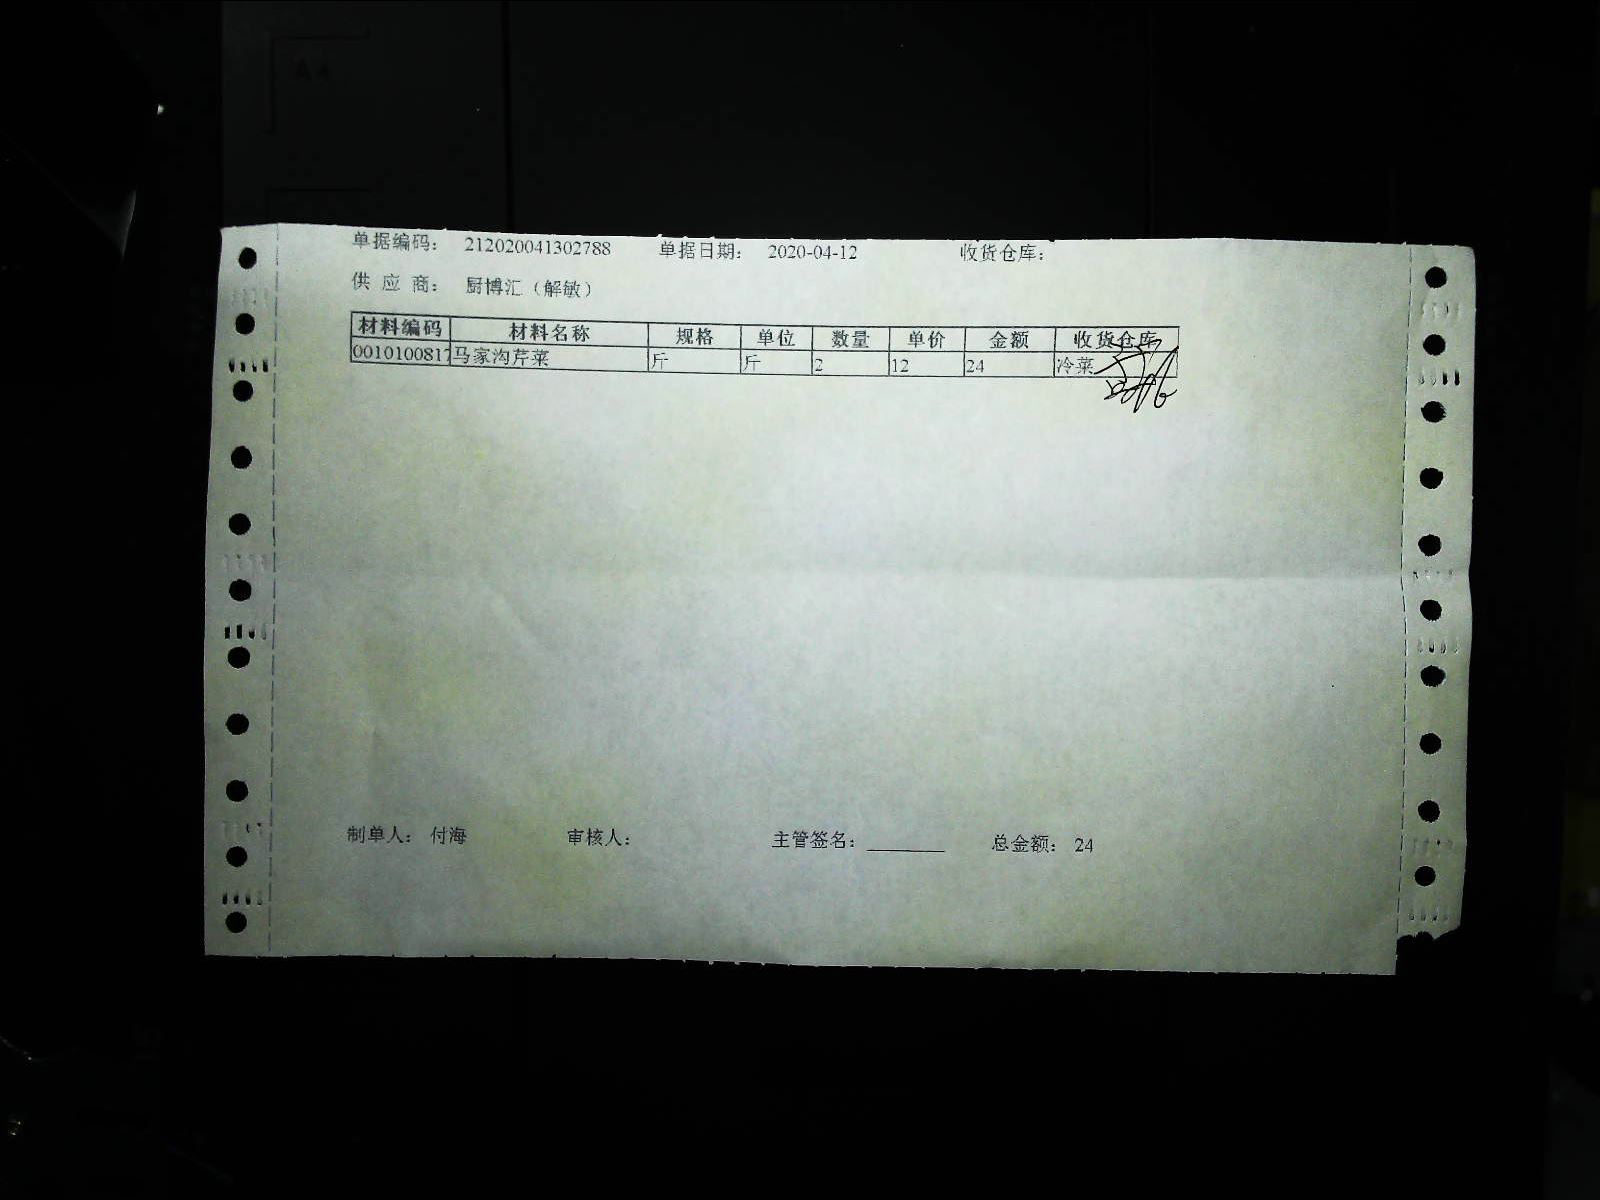 单据编码： 212020041302788 单据日期： 2020-04-12 收货仓库：
供 应 商： 厨博汇（解敏）
材料编码 材料名称 规格 单位 数量 单价 金额 收货仓库
0010100817 马家沟芹菜 斤 斤 2 12 24 冷菜
制单人： 付海 审核人： 主管签名：________ 总金额： 24